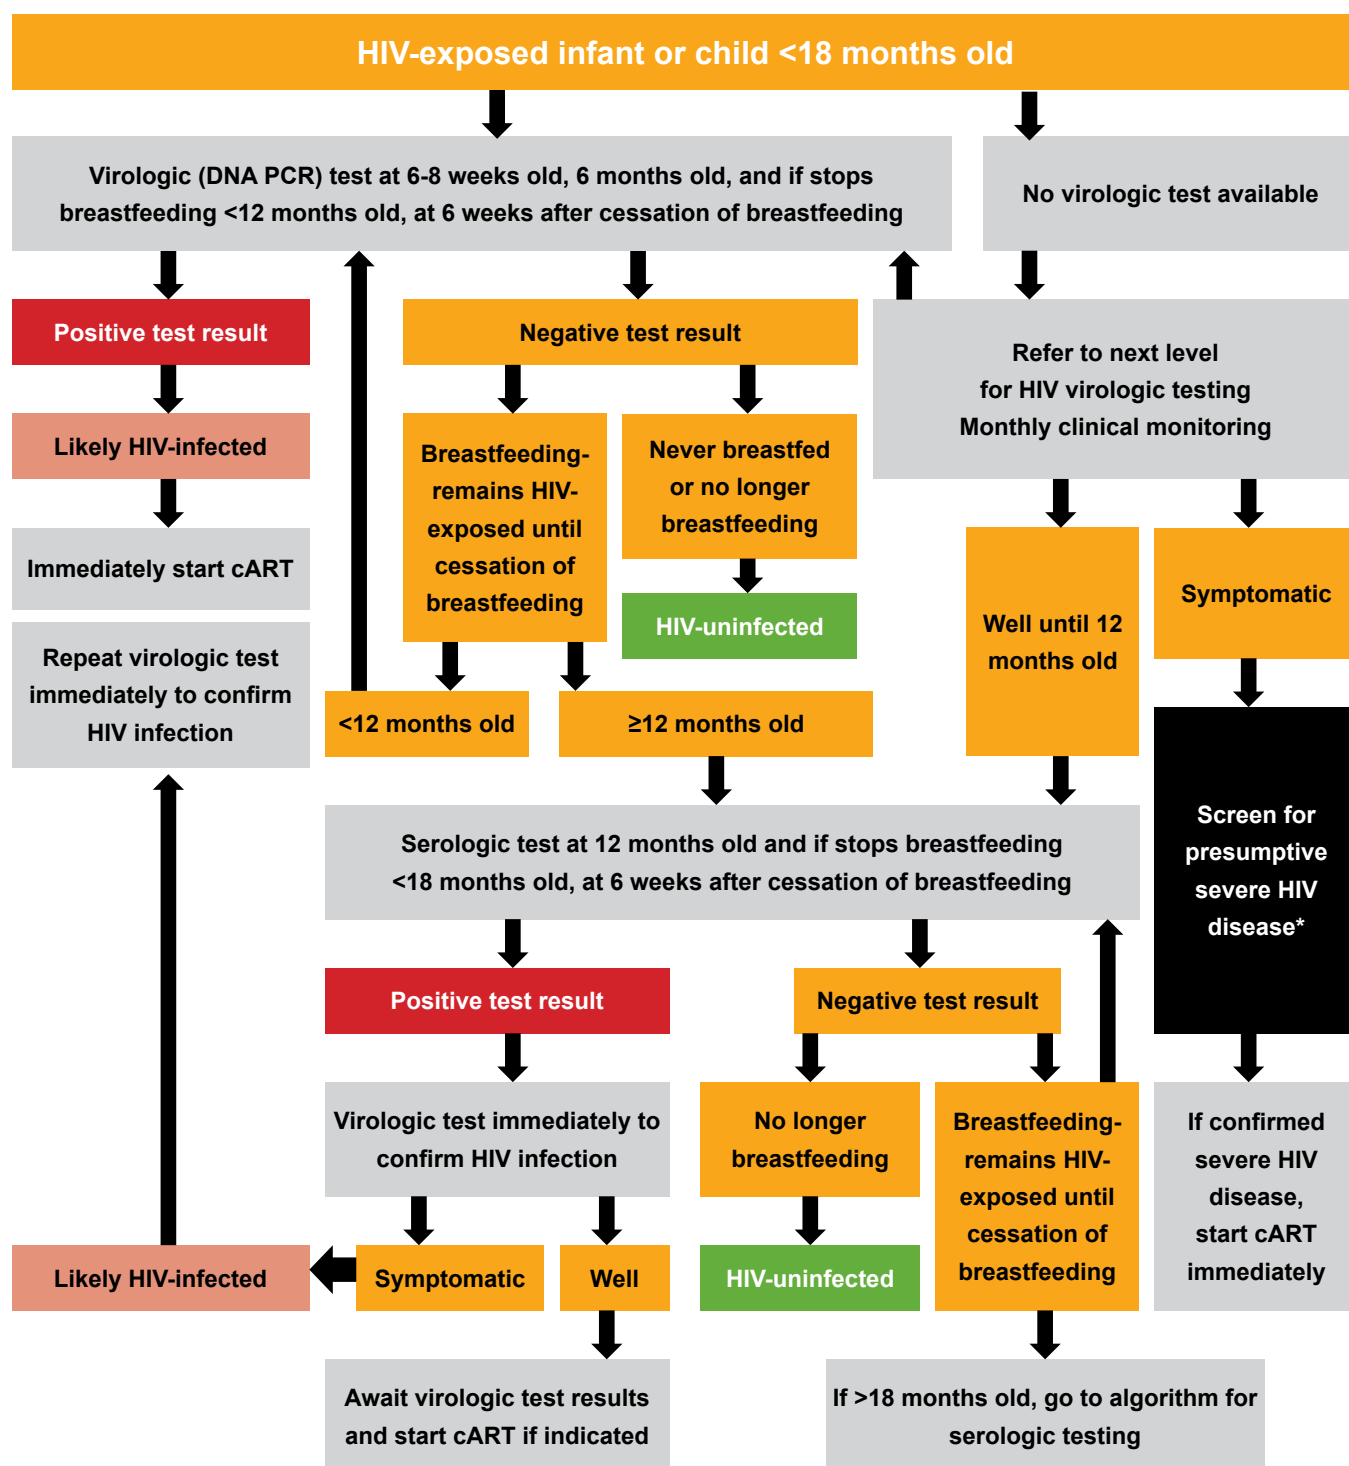 HIV-exposed infant or child <18 months old
Virologic (DNA PCR) test at 6-8 weeks old, 6 months old, and if stops
breastfeeding <12 months old, at 6 weeks after cessation of breastfeeding
No virologic test available
Positive test result
Negative test result
Refer to next level
for HIV virologic testing
Monthly clinical monitoring
Likely HIV-infected
Breastfeeding-
remains HIV-
exposed until
cessation of
breastfeeding
Never breastfed
or no longer
breastfeeding
Immediately start cART
HIV-uninfected
Well until 12
months old
Symptomatic
Repeat virologic test
immediately to confirm
HIV infection
<12 months old
≥12 months old
Screen for
presumptive
severe HIV
disease*
Serologic test at 12 months old and if stops breastfeeding
<18 months old, at 6 weeks after cessation of breastfeeding
Positive test result
Negative test result
Virologic test immediately to
confirm HIV infection
No longer
breastfeeding
Breastfeeding-
remains HIV-
exposed until
cessation of
breastfeeding
If confirmed
severe HIV
disease,
start cART
immediately
Likely HIV-infected
Symptomatic
Well
HIV-uninfected
Await virologic test results
and start cART if indicated
If >18 months old, go to algorithm for
serologic testing